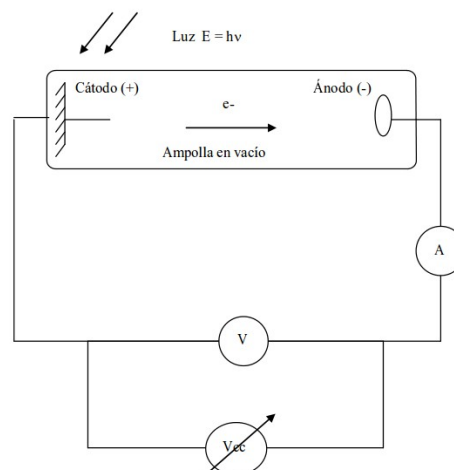 Luz E = hν
Cátodo (+)
Ánodo (-)
e-
Ampolla en vacío
A
V
Vcc